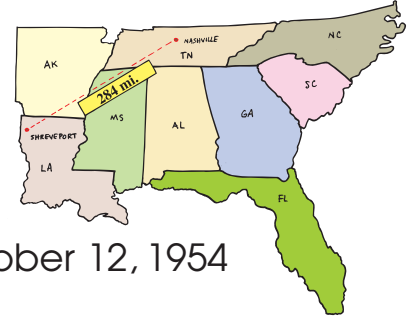 NC
NASHVILLE
TN
AK
SC
284 mi.
GA
MS
AL
SHREVEPORT
LA
FL
ober 12, 1954